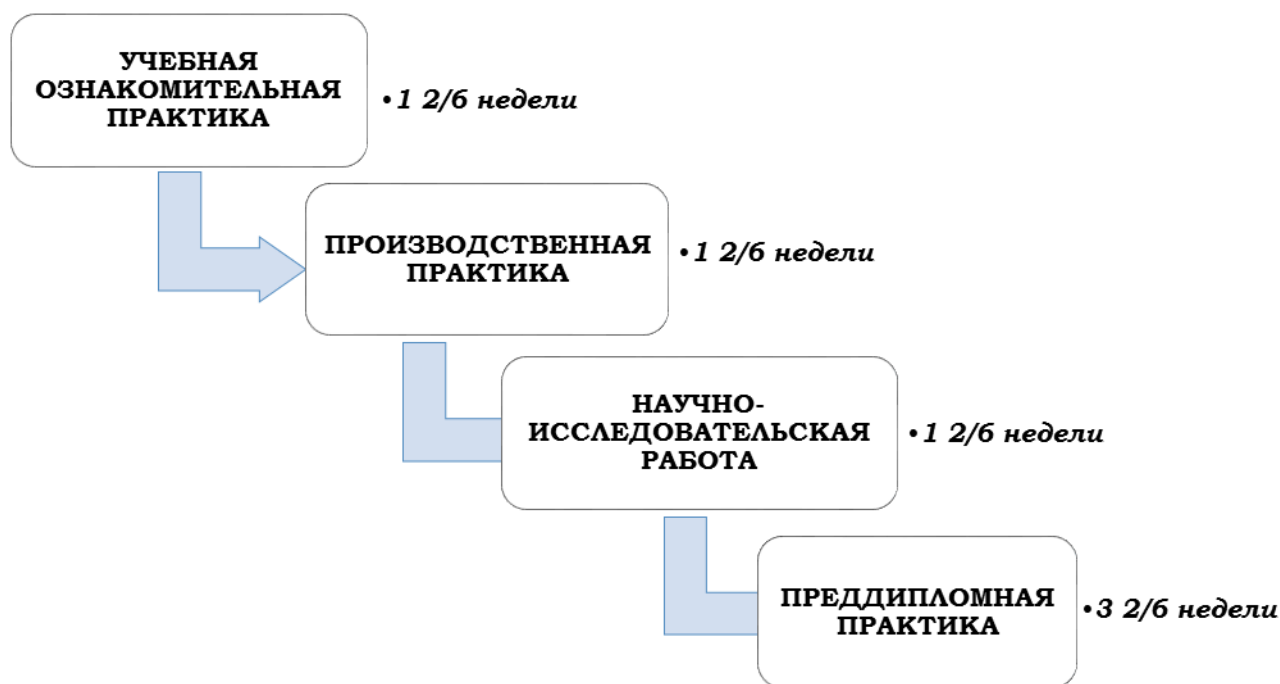 УЧЕБНАЯ
ОЗНАКОМИТЕЛЬНАЯ
ПРАКТИКА
•1 2/6 недели
ПРОИЗВОДСТВЕННАЯ
ПРАКТИКА
•1 2/6 недели
НАУЧНО-
ИССЛЕДОВАТЕЛЬСКАЯ
РАБОТА
•1 2/6 недели
ПРЕДДИПЛОМНАЯ
ПРАКТИКА
•3 2/6 недели